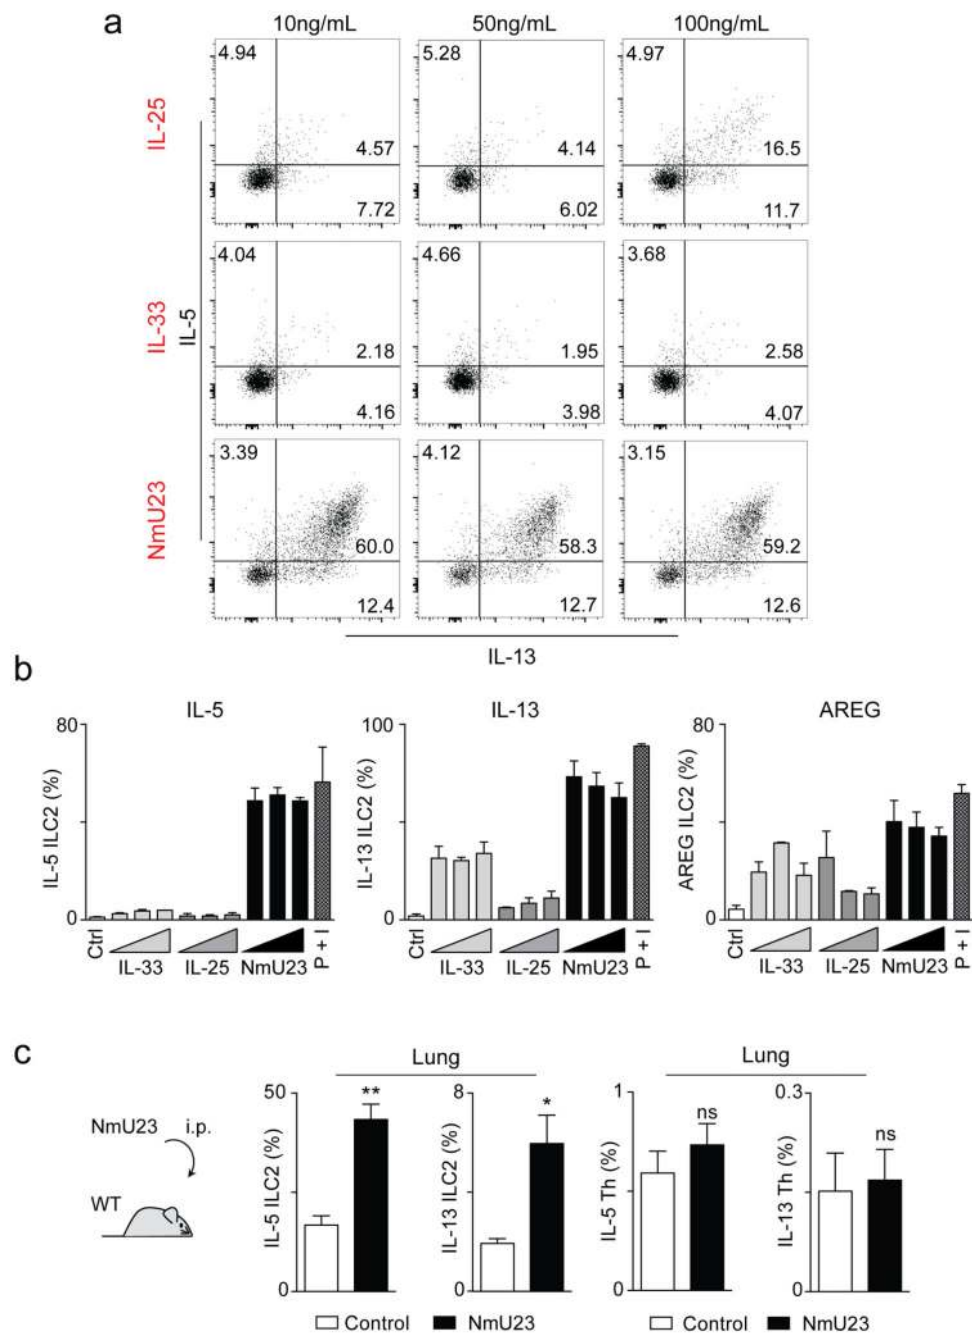 a
10ng/mL 50ng/mL 100ng/mL
IL-25
4.94 5.28 4.97
4.57 4.14 16.5
7.72 6.02 11.7
IL-33
IL-5
4.04 4.66 3.68
2.18 1.95 2.58
4.16 3.98 4.07
NmU23
3.39 4.12 3.15
60.0 58.3 59.2
12.4 12.7 12.6
IL-13
b
IL-5 IL-13 AREG
80 100 80
IL-5 ILC2 (%) IL-13 ILC2 (%) AREG ILC2 (%)
0 0 0
Ctrl IL-33 IL-25 NmU23 P + I
Ctrl IL-33 IL-25 NmU23 P + I
Ctrl IL-33 IL-25 NmU23 P + I
c
Lung Lung
NmU23 i.p.
WT
50 8 1 0.3
** * ns ns
IL-5 ILC2 (%) IL-13 ILC2 (%) IL-5 Th (%) IL-13 Th (%)
0 0 0 0
Control NmU23 Control NmU23